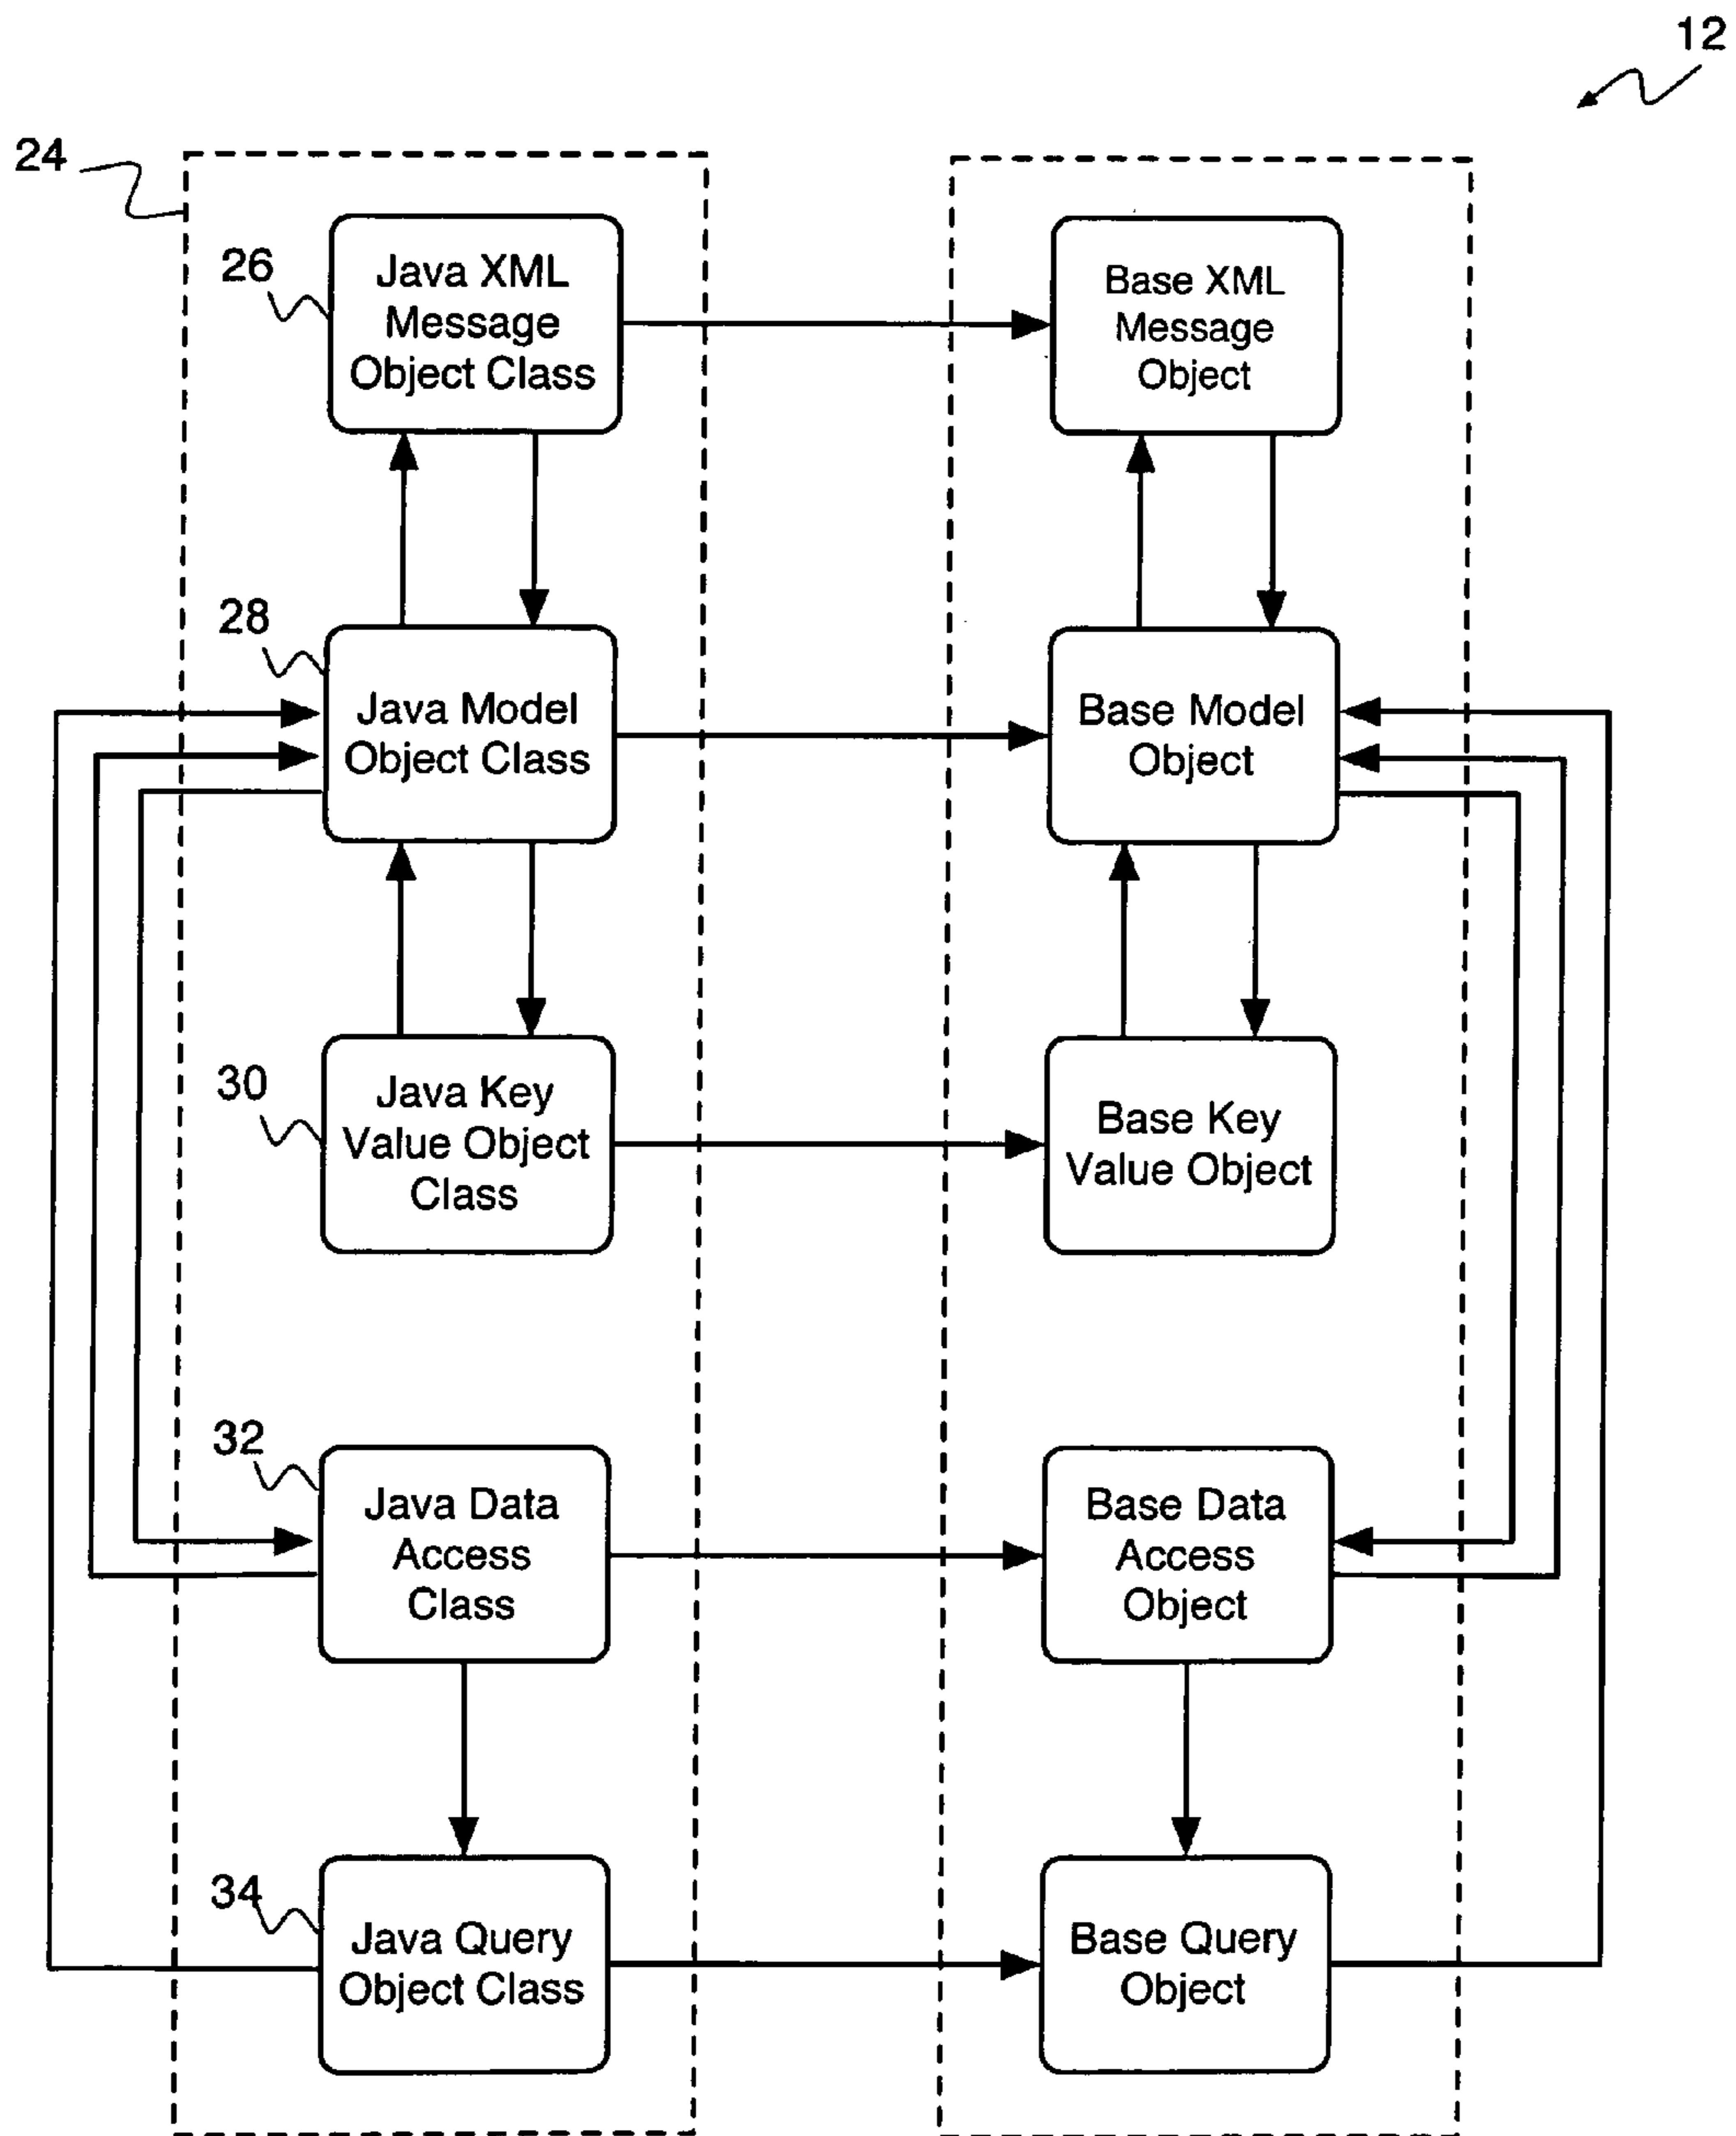 12
24
26
Java XML
Message
Object Class
Base XML
Message
Object
28
Java Model
Object Class
Base Model
Object
30
Java Key
Value Object
Class
Base Key
Value Object
32
Java Data
Access
Class
Base Data
Access
Object
34
Java Query
Object Class
Base Query
Object